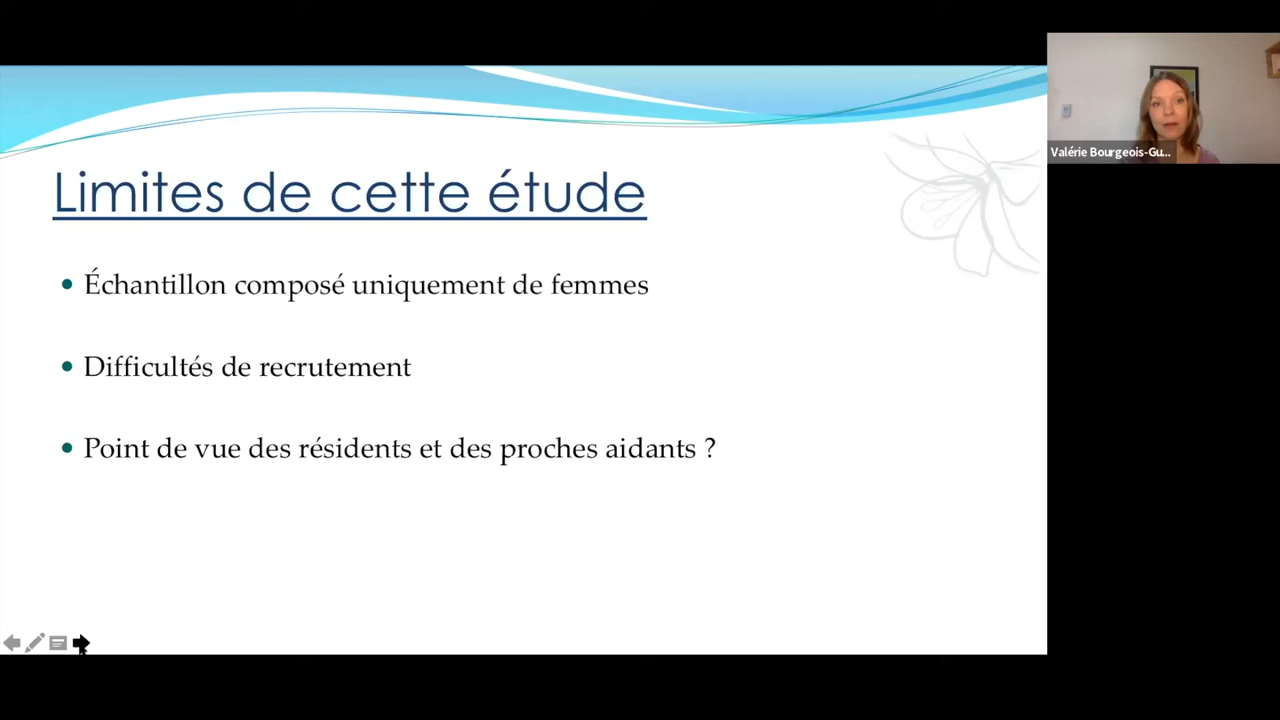 Limites de cette étude
Échantillon composé uniquement de femmes
Difficultés de recrutement
Point de vue des résidents et des proches aidants ?
Valérie Bourgeois-Gu...